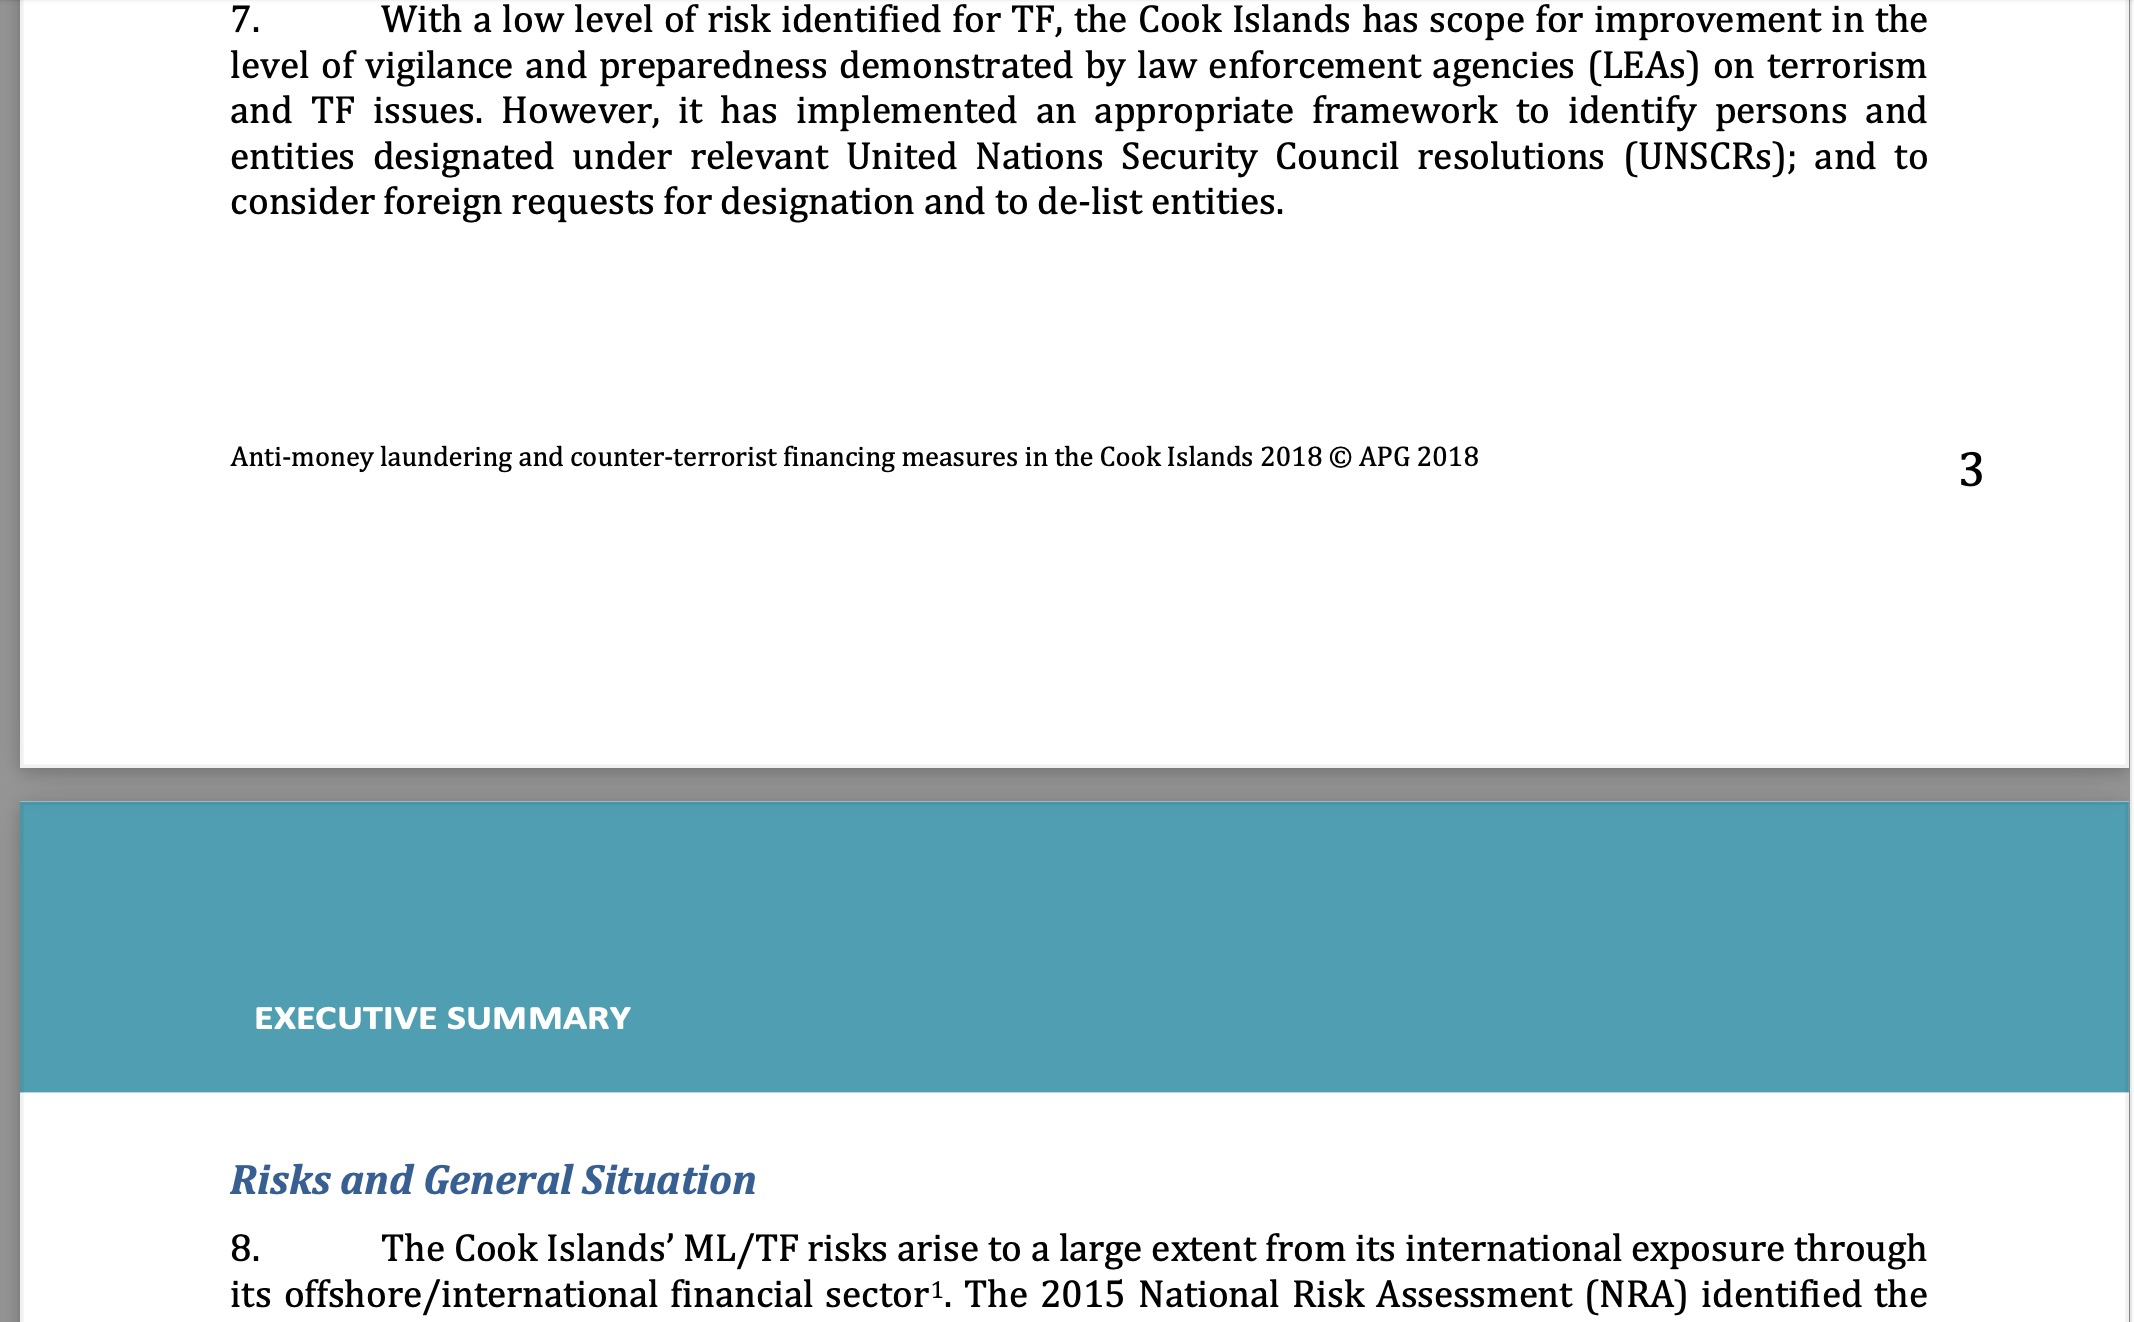 7. With a low level of risk identified for TF, the Cook Islands has scope for improvement in the
level of vigilance and preparedness demonstrated by law enforcement agencies (LEAs) on terrorism
and TF issues. However, it has implemented an appropriate framework to identify persons and
entities designated under relevant United Nations Security Council resolutions (UNSCRs); and to
consider foreign requests for designation and to de-list entities.
Anti-money laundering and counter-terrorist financing measures in the Cook Islands 2018 © APG 2018
3
EXECUTIVE SUMMARY
Risks and General Situation
8. The Cook Islands’ ML/TF risks arise to a large extent from its international exposure through
its offshore/international financial sector¹. The 2015 National Risk Assessment (NRA) identified the